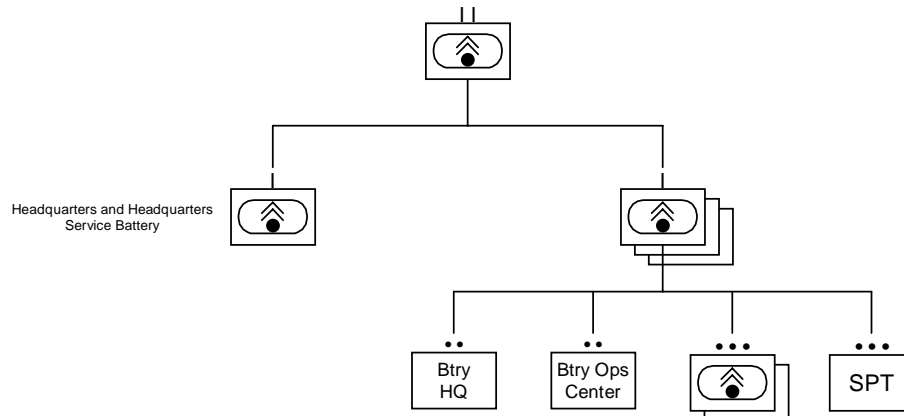 Headquarters and Headquarters
Service Battery
Btry
HQ
Btry Ops
Center
SPT